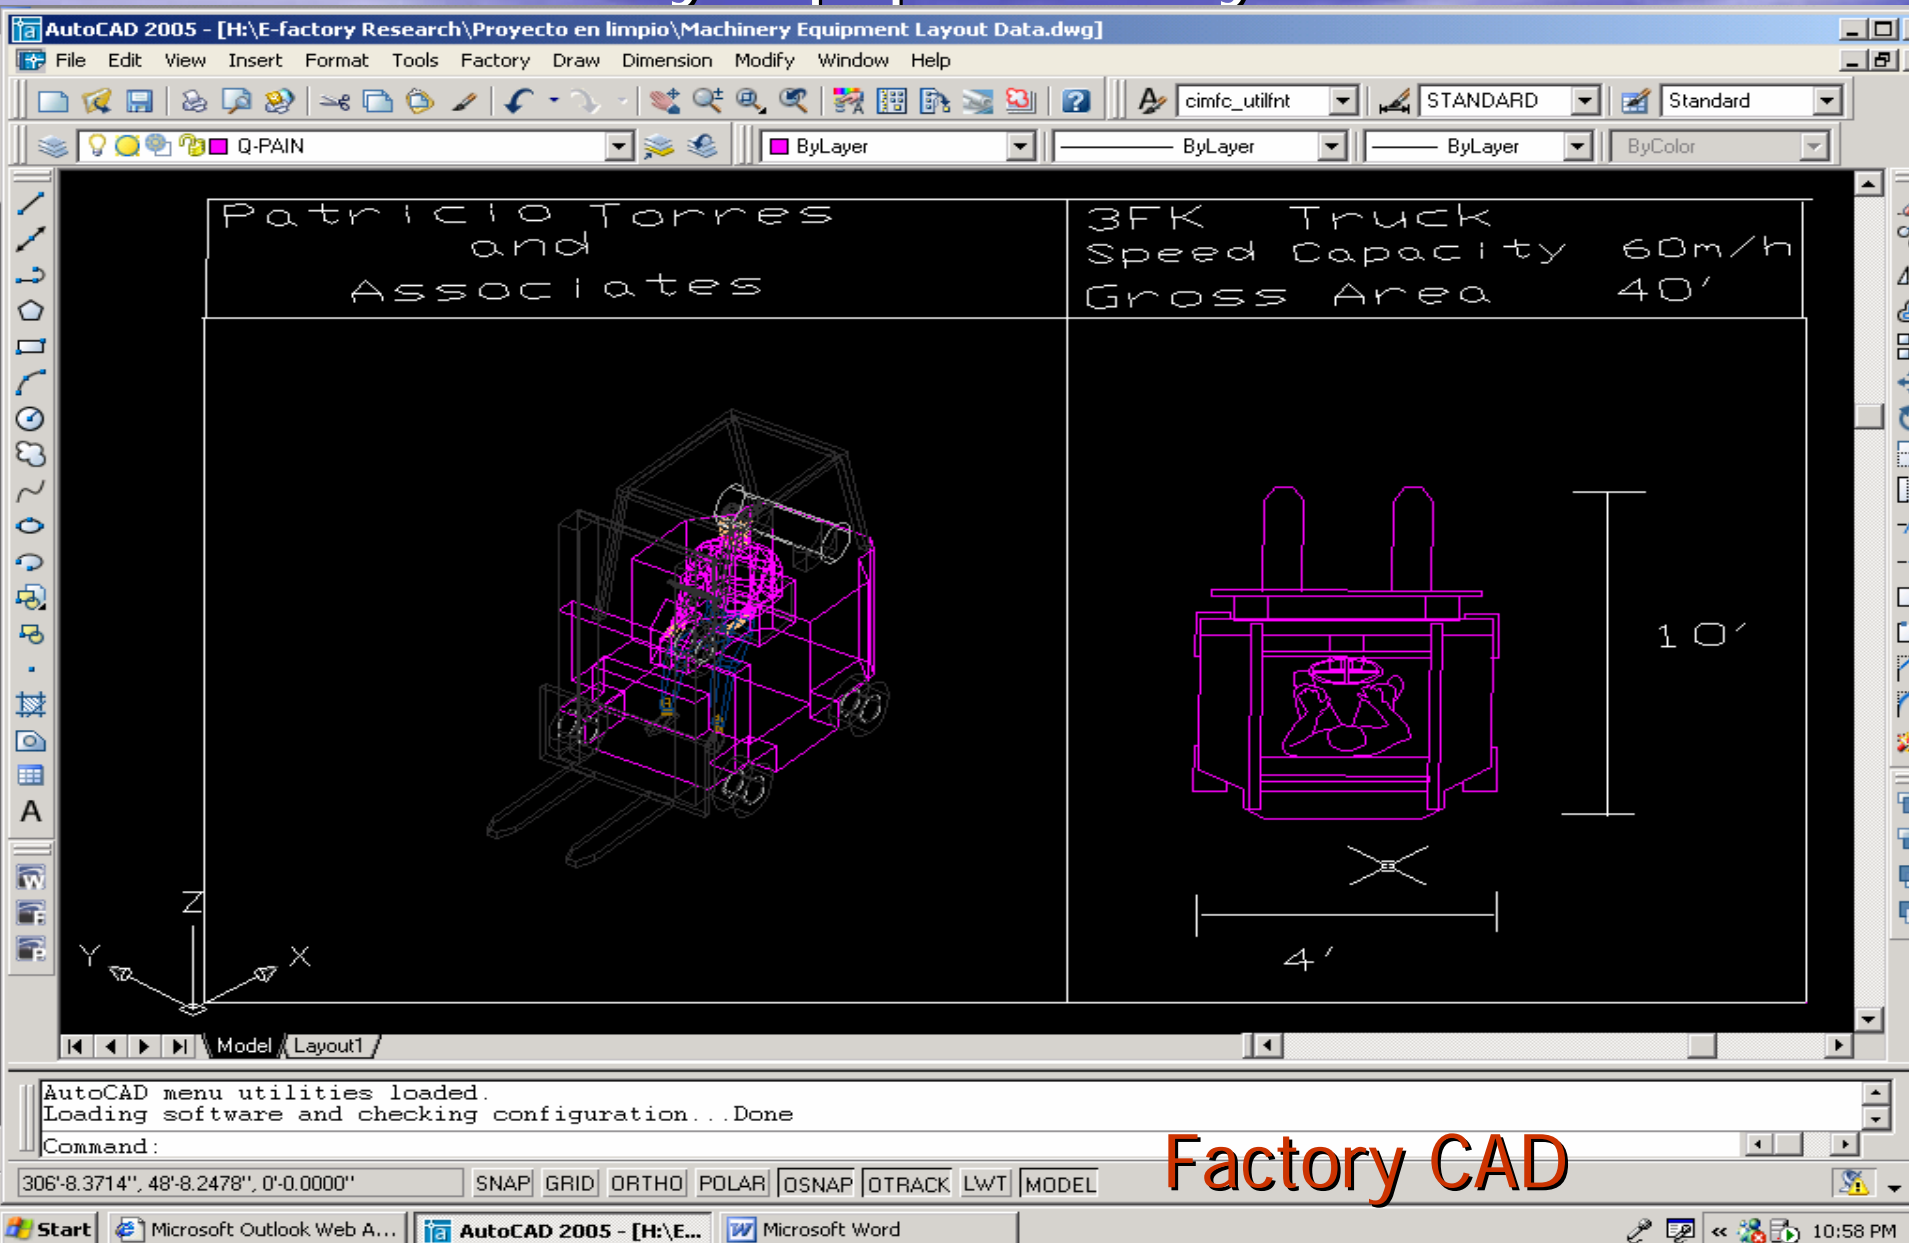 AutoCAD 2005 - [H:\E-factory Research\Proyecto en limpio\Machinery Equipment Layout Data.dwg]
File Edit View Insert Format Tools Factory Draw Dimension Modify Window Help
cimfc_utilfnt STANDARD Standard
Q-PAIN ByLayer ByLayer ByLayer ByColor
Patricio Torres
and
Associates
3FK Truck
Speed Capacity 60m/h
Gross Area 40'
10'
4'
Z
Y X
A
Model Layout1
AutoCAD menu utilities loaded.
Loading software and checking configuration...Done
Command:
Factory CAD
306'-8.3714", 48'-8.2478", 0'-0.0000" SNAP GRID ORTHO POLAR OSNAP OTRACK LWT MODEL
Start Microsoft Outlook Web A... AutoCAD 2005 - [H:\E... Microsoft Word 10:58 PM